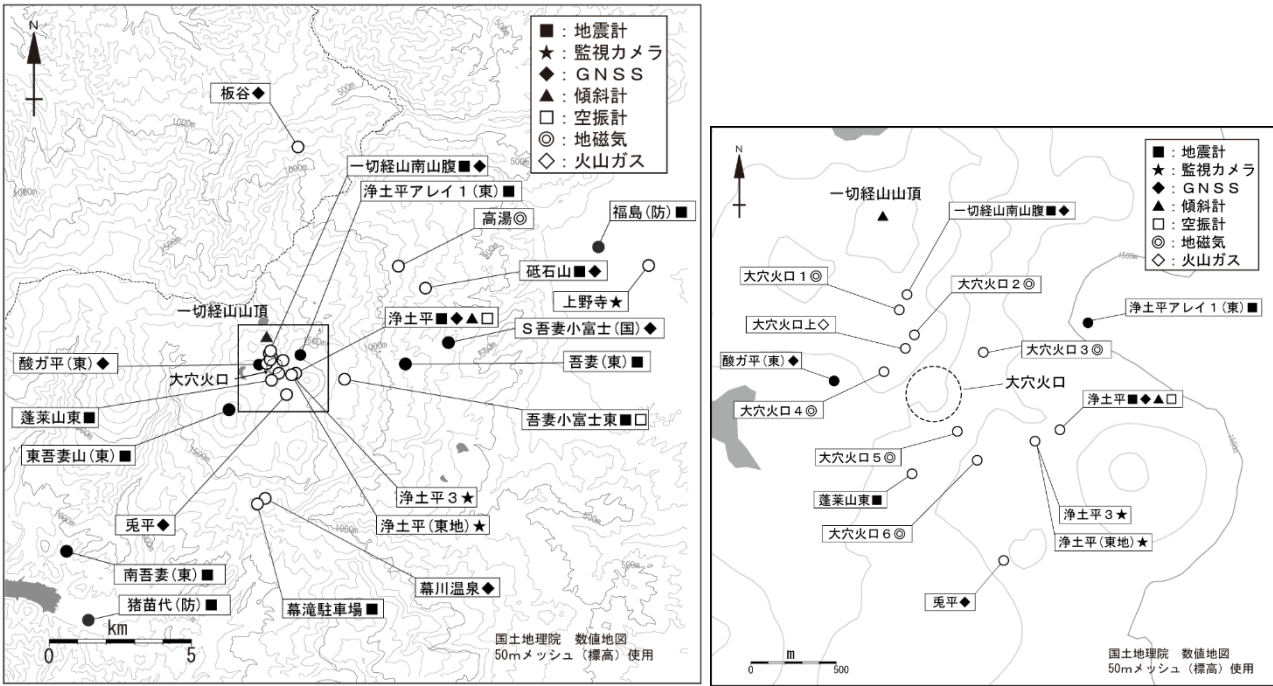 N
■：地震計
★：監視カメラ
◆：ＧＮＳＳ
▲：傾斜計
□：空振計
◎：地磁気
◇：火山ガス
板谷◆
一切経山南山腹■◆
浄土平アレイ１(東)■
高湯◎
福島(防)■
砥石山■◆
上野寺★
一切経山山頂
浄土平■◆▲□
Ｓ吾妻小富士(国)◆
酸ガ平(東)◆
吾妻(東)■
大穴火口
蓬莱山東■
吾妻小富士東■□
東吾妻山(東)■
浄土平３★
兎平◆
浄土平(東地)★
南吾妻(東)■
幕川温泉◆
猪苗代(防)■
幕滝駐車場■
km
0 5
国土地理院 数値地図
50mメッシュ（標高）使用
500m
1000m
1500m
N
■：地震計
★：監視カメラ
◆：ＧＮＳＳ
▲：傾斜計
□：空振計
◎：地磁気
◇：火山ガス
一切経山山頂
一切経山南山腹■◆
大穴火口１◎
大穴火口２◎
浄土平アレイ１(東)■
大穴火口上◇
大穴火口３◎
酸ガ平(東)◆
大穴火口
大穴火口４◎
浄土平■◆▲□
大穴火口５◎
蓬莱山東■
浄土平３★
大穴火口６◎
浄土平(東地)★
兎平◆
m
0 500
国土地理院 数値地図
50mメッシュ（標高）使用
1500m